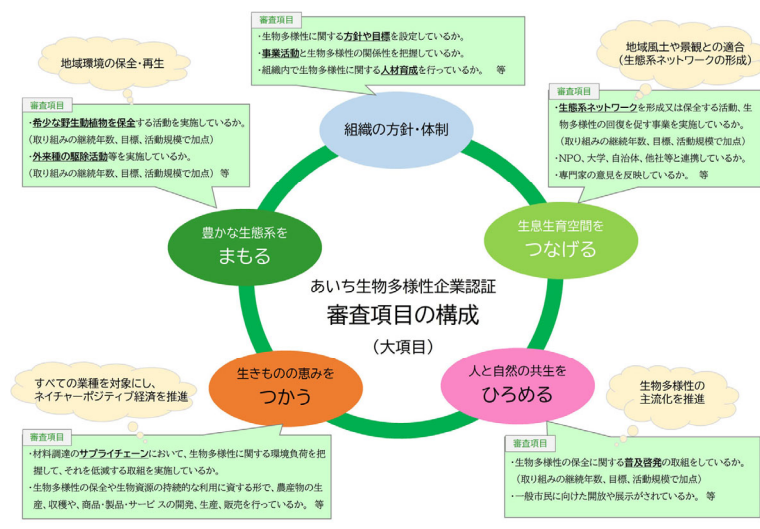 審査項目
・生物多様性に関する方針や目標を設定しているか。
・事業活動と生物多様性の関係性を把握しているか。
・組織内で生物多様性に関する人材育成を行っているか。 等
組織の方針・体制
地域環境の保全・再生
審査項目
・希少な野生動植物を保全する活動を実施しているか。
（取り組みの継続年数、目標、活動規模で加点）
・外来種の駆除活動等を実施しているか。
（取り組みの継続年数、目標、活動規模で加点） 等
豊かな生態系を
まもる
地域風土や景観との適合
（生態系ネットワークの形成）
審査項目
・生態系ネットワークを形成又は保全する活動、生
物多様性の回復を促す事業を実施しているか。
（取り組みの継続年数、目標、活動規模で加点）
・NPO、大学、自治体、他社等と連携しているか。
・専門家の意見を反映しているか。 等
生息生育空間を
つなげる
あいち生物多様性企業認証
審査項目の構成
（大項目）
すべての業種を対象にし、
ネイチャーポジティブ経済を推進
生きものの恵みを
つかう
審査項目
・材料調達のサプライチェーンにおいて、生物多様性に関する環境負荷を把
握して、それを低減する取組を実施しているか。
・生物多様性の保全や生物資源の持続的な利用に資する形で、農産物の生
産、収穫や、商品・製品・サービスの開発、生産、販売を行っているか。 等
人と自然の共生を
ひろめる
生物多様性の
主流化を推進
審査項目
・生物多様性の保全に関する普及啓発の取組をしているか。
（取り組みの継続年数、目標、活動規模で加点）
・一般市民に向けた開放や展示がされているか。 等